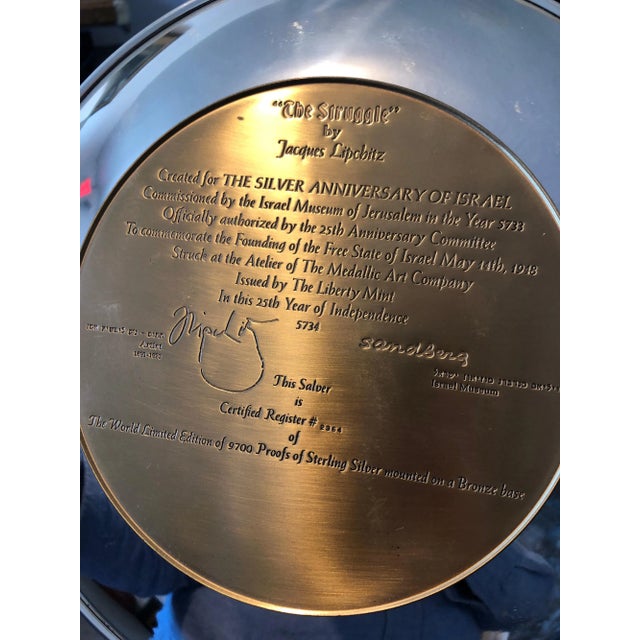 "The Struggle"
by
Jacques Lipchitz
Created for THE SILVER ANNIVERSARY OF ISRAEL
Commissioned by the Israel Museum of Jerusalem in the Year 5733
Officially authorized by the 25th Anniversary Committee
To commemorate the Founding of the Free State of Israel May 14th, 1948
Struck at the Atelier of The Medallic Art Company
Issued by The Liberty Mint
In this 25th Year of Independence
5734
JLipchitz
sandberg
Artist
1891-1973
Israel Museum
This Salver
is
Certified Register #
of
The World Limited Edition of 9700 Proofs of Sterling Silver mounted on a Bronze base